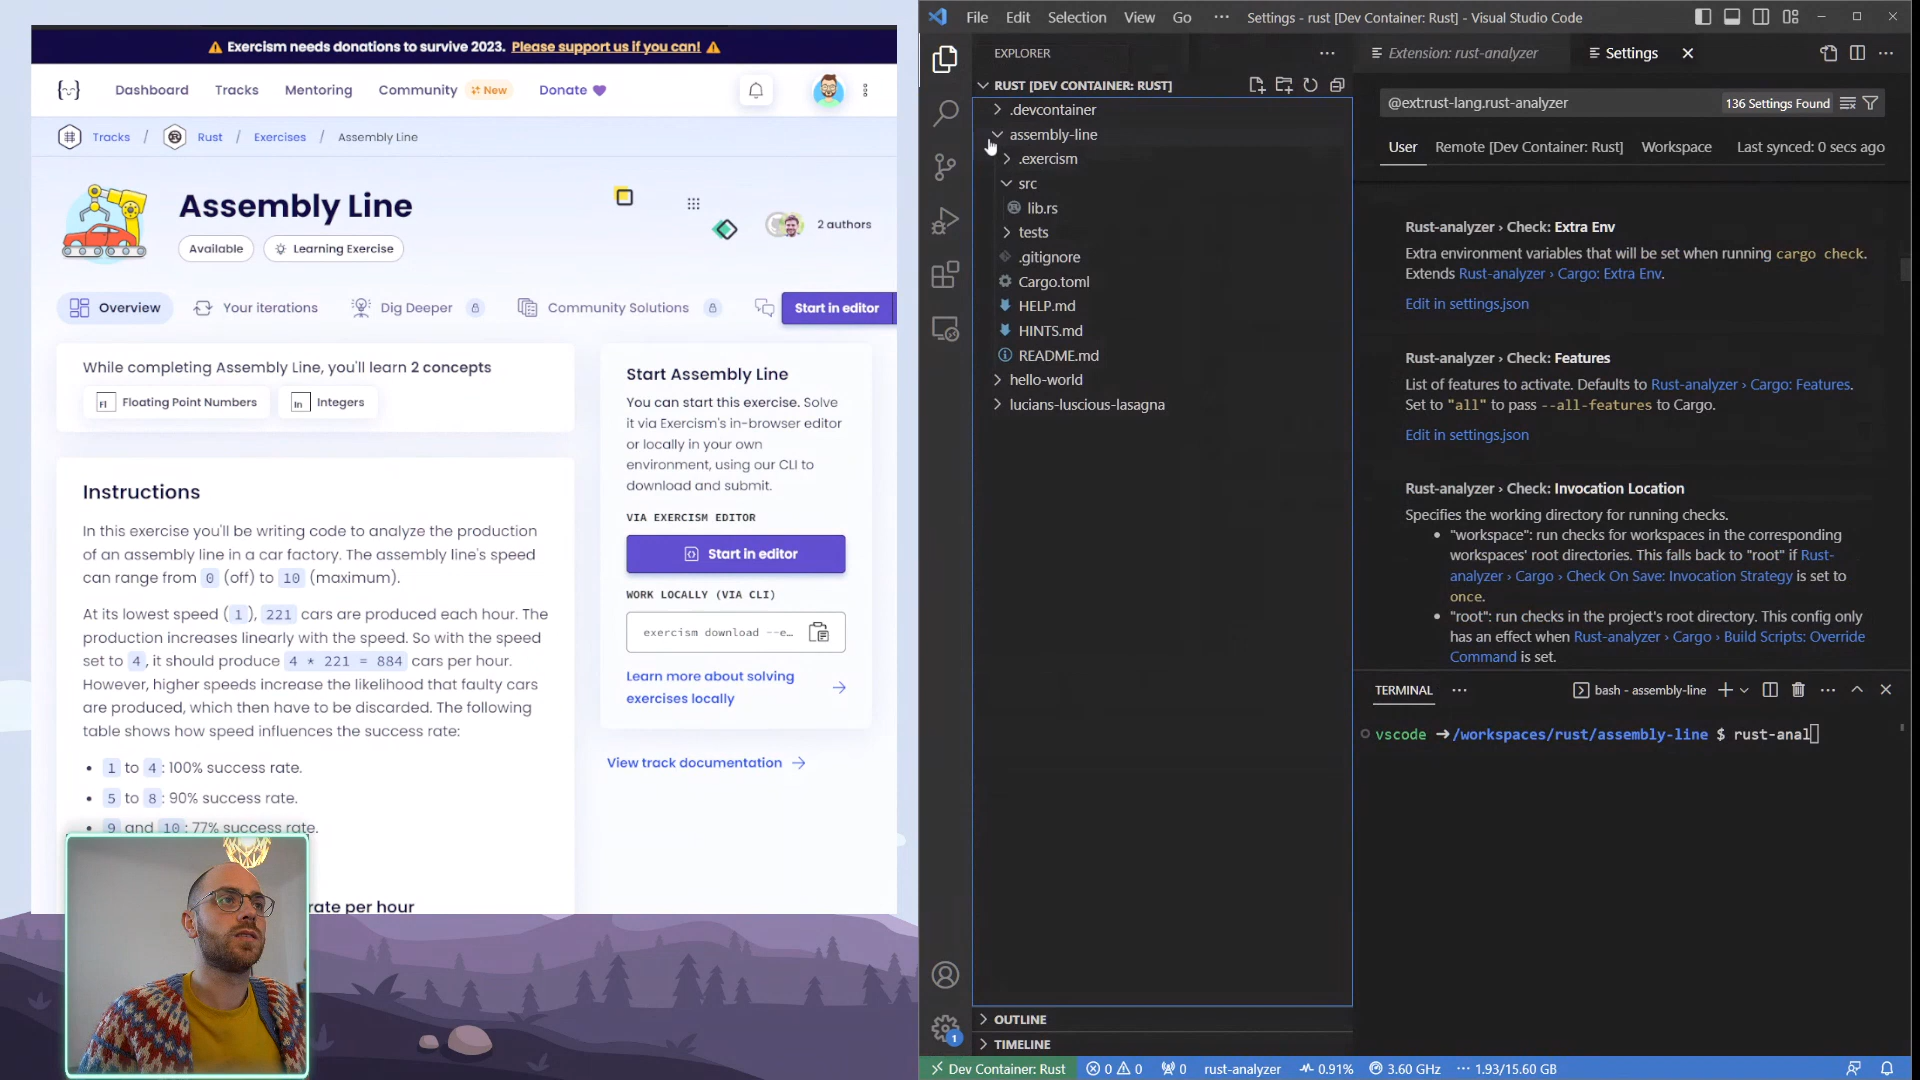 ⚠ Exercism needs donations to survive 2023. Please support us if you can! ⚠
Dashboard
Tracks
Mentoring
Community
New
Donate
Tracks / Rust / Exercises / Assembly Line
Assembly Line
Available
Learning Exercise
2 authors
Overview
Your iterations
Dig Deeper
Community Solutions
Start in editor
While completing Assembly Line, you'll learn 2 concepts
Fl Floating Point Numbers
In Integers
Instructions
In this exercise you'll be writing code to analyze the production
of an assembly line in a car factory. The assembly line's speed
can range from 0 (off) to 10 (maximum).
At its lowest speed (1), 221 cars are produced each hour. The
production increases linearly with the speed. So with the speed
set to 4, it should produce 4 * 221 = 884 cars per hour.
However, higher speeds increase the likelihood that faulty cars
are produced, which then have to be discarded. The following
table shows how speed influences the success rate:
• 1 to 4: 100% success rate.
• 5 to 8: 90% success rate.
• 9 and 10: 77% success rate.
rate per hour
Start Assembly Line
You can start this exercise. Solve
it via Exercism's in-browser editor
or locally in your own
environment, using our CLI to
download and submit.
VIA EXERCISM EDITOR
Start in editor
WORK LOCALLY (VIA CLI)
exercism download --e…
Learn more about solving
exercises locally
View track documentation
File
Edit
Selection
View
Go
···
Settings - rust [Dev Container: Rust] - Visual Studio Code
EXPLORER
RUST [DEV CONTAINER: RUST]
.devcontainer
assembly-line
.exercism
src
lib.rs
tests
.gitignore
Cargo.toml
HELP.md
HINTS.md
README.md
hello-world
lucians-luscious-lasagna
OUTLINE
TIMELINE
Extension: rust-analyzer
Settings
@ext:rust-lang.rust-analyzer
136 Settings Found
User
Remote [Dev Container: Rust]
Workspace
Last synced: 0 secs ago
Rust-analyzer › Check: Extra Env
Extra environment variables that will be set when running cargo check.
Extends Rust-analyzer › Cargo: Extra Env.
Edit in settings.json
Rust-analyzer › Check: Features
List of features to activate. Defaults to Rust-analyzer › Cargo: Features.
Set to "all" to pass --all-features to Cargo.
Edit in settings.json
Rust-analyzer › Check: Invocation Location
Specifies the working directory for running checks.
• "workspace": run checks for workspaces in the corresponding
workspaces' root directories. This falls back to "root" if Rust-
analyzer › Cargo › Check On Save: Invocation Strategy is set to
once.
• "root": run checks in the project's root directory. This config only
has an effect when Rust-analyzer › Cargo › Build Scripts: Override
Command is set.
TERMINAL
···
bash - assembly-line
vscode ➜ /workspaces/rust/assembly-line $ rust-anal
1
Dev Container: Rust
0
0
0
rust-analyzer
0.91%
3.60 GHz
··· 1.93/15.60 GB